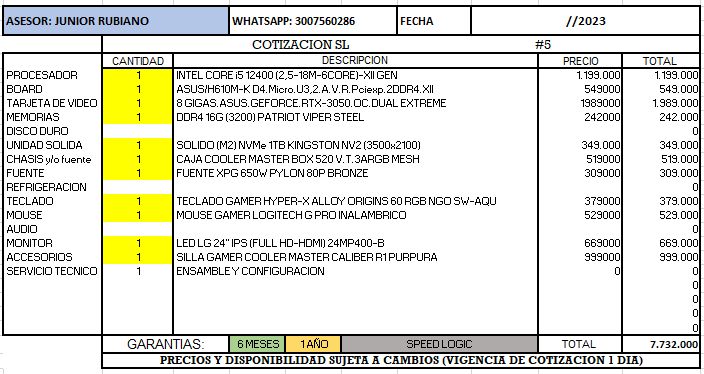 ASESOR: JUNIOR RUBIANO WHATSAPP: 3007560286 FECHA //2023
COTIZACION SL #5
CANTIDAD DESCRIPCION PRECIO TOTAL
PROCESADOR 1 INTEL CORE i5 12400 (2,5-18M-6CORE)-XII GEN 1.199.000 1.199.000
BOARD 1 ASUS/H610M-K D4.Micro.U3,2.A.V.R.Pciexp.2DDR4.XII 549000 549.000
TARJETA DE VIDEO 1 8 GIGAS.ASUS.GEFORCE.RTX-3050.OC.DUAL EXTREME 1989000 1.989.000
MEMORIAS 1 DDR4 16G (3200) PATRIOT VIPER STEEL 242000 242.000
DISCO DURO 0
UNIDAD SOLIDA 1 SOLIDO (M2) NVMe 1TB KINGSTON NV2 (3500x2100) 349.000 349.000
CHASIS y/o fuente 1 CAJA COOLER MASTER BOX 520 V.T.3ARGB MESH 519000 519.000
FUENTE 1 FUENTE XPG 650W PYLON 80P BRONZE 309000 309.000
REFRIGERACION 0
TECLADO 1 TECLADO GAMER HYPER-X ALLOY ORIGINS 60 RGB NGO SW-AQU 379000 379.000
MOUSE 1 MOUSE GAMER LOGITECH G PRO INALAMBRICO 529000 529.000
AUDIO 0
MONITOR 1 LED LG 24" IPS (FULL HD-HDMI) 24MP400-B 669000 669.000
ACCESORIOS 1 SILLA GAMER COOLER MASTER CALIBER R1 PURPURA 999000 999.000
SERVICIO TECNICO 1 ENSAMBLE Y CONFIGURACION 0 0
0
0
0
0
GARANTIAS: 6 MESES 1 AÑO SPEED LOGIC TOTAL 7.732.000
PRECIOS Y DISPONIBILIDAD SUJETA A CAMBIOS (VIGENCIA DE COTIZACION 1 DIA)